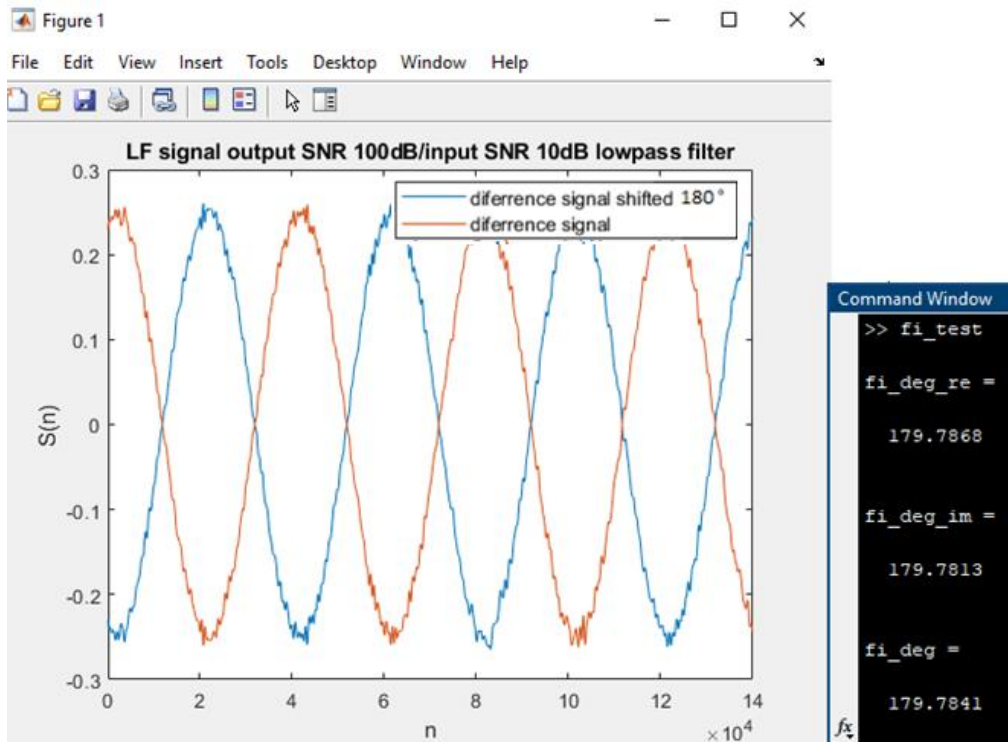 Figure 1
File Edit View Insert Tools Desktop Window Help
LF signal output SNR 100dB/input SNR 10dB lowpass filter
diferrence signal shifted 180°
diferrence signal
0.3
0.2
0.1
0
-0.1
-0.2
-0.3
S(n)
0 2 4 6 8 10 12 14
n
× 10^4
Command Window
>> fi_test
fi_deg_re =
179.7868
fi_deg_im =
179.7813
fi_deg =
179.7841
fx